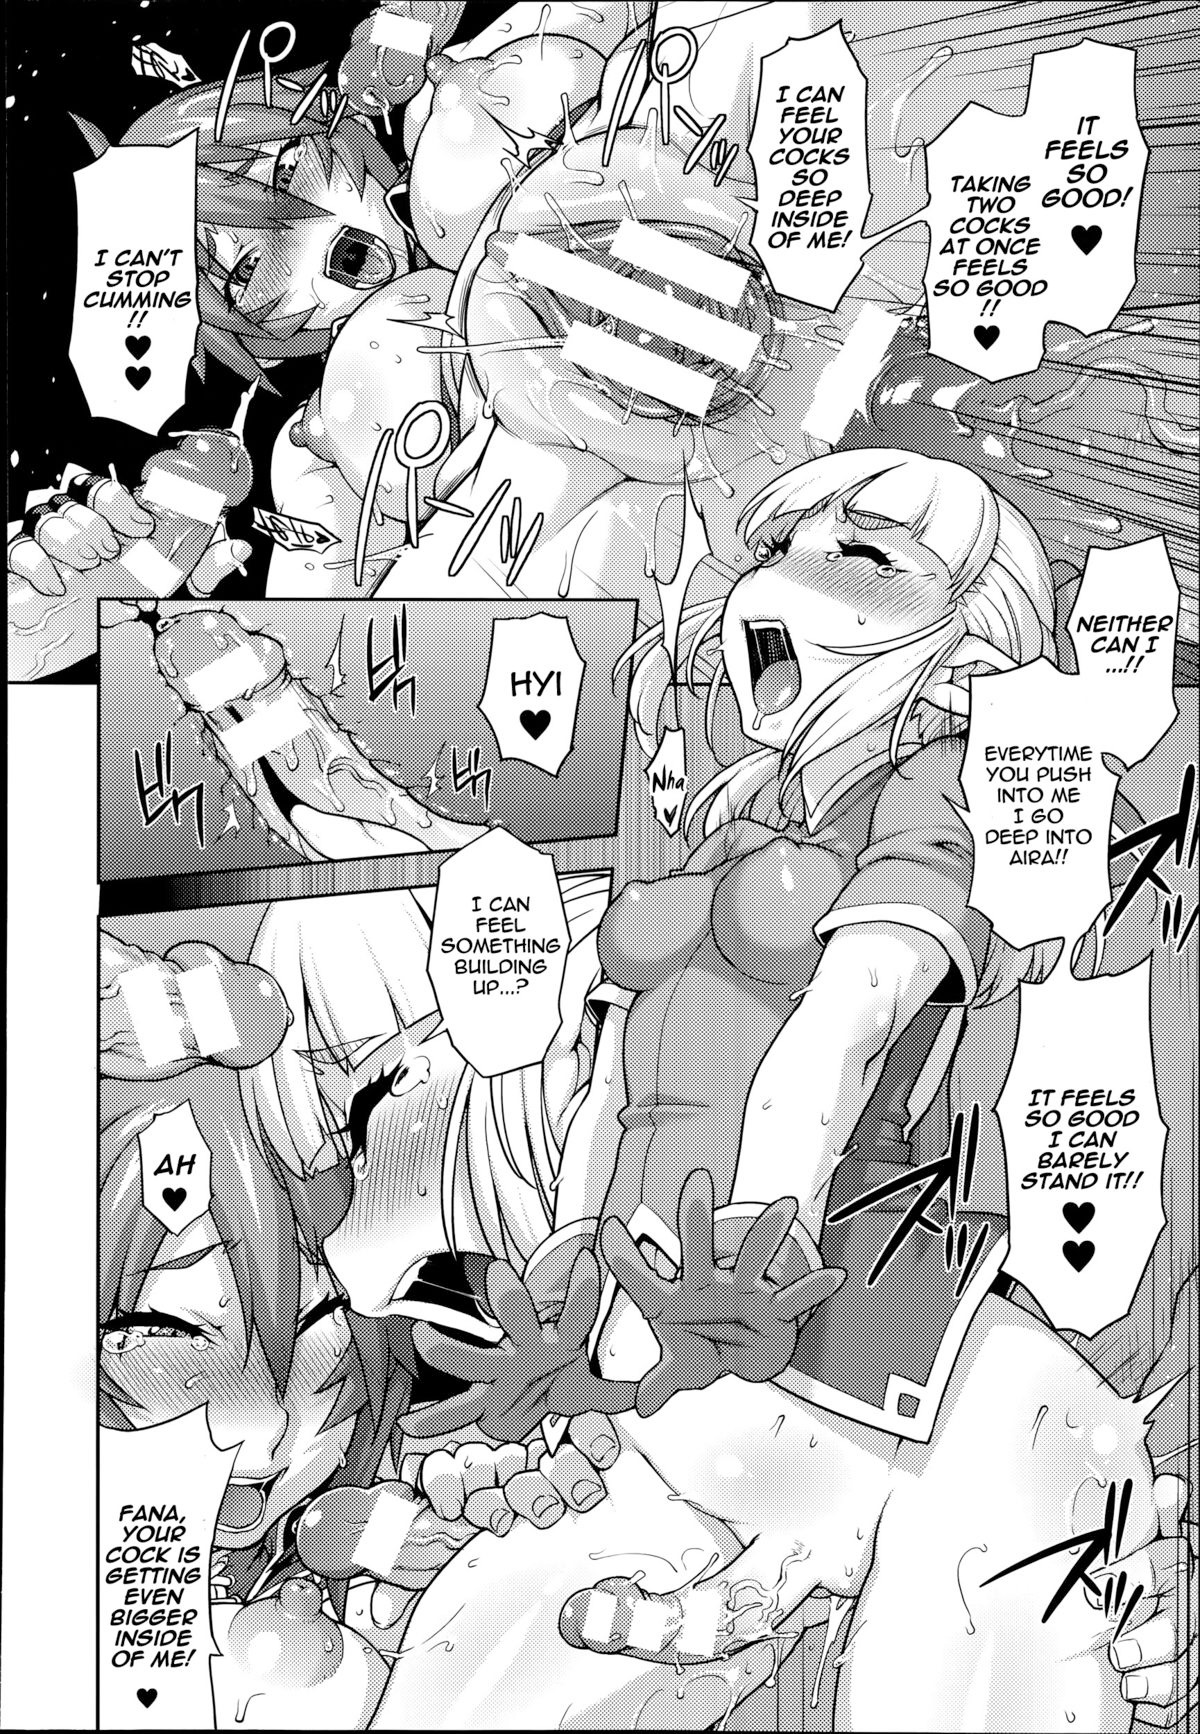 IT
FEELS
SO
GOOD!
♥
TAKING
TWO
COCKS
AT ONCE
FEELS
SO GOOD
!!
♥
I CAN
FEEL
YOUR
COCKS
SO
DEEP
INSIDE
OF ME!
I CAN'T
STOP
CUMMING
!!
♥
♥
NEITHER
CAN I
...!!
EVERYTIME
YOU PUSH
INTO ME
I GO
DEEP INTO
AIRA!!
Nha
♥
HYI
♥
IT FEELS
SO GOOD
I CAN
BARELY
STAND IT!!
♥
♥
I CAN
FEEL
SOMETHING
BUILDING
UP...?
AH
♥
FANA,
YOUR
COCK IS
GETTING
EVEN
BIGGER
INSIDE
OF ME!
♥